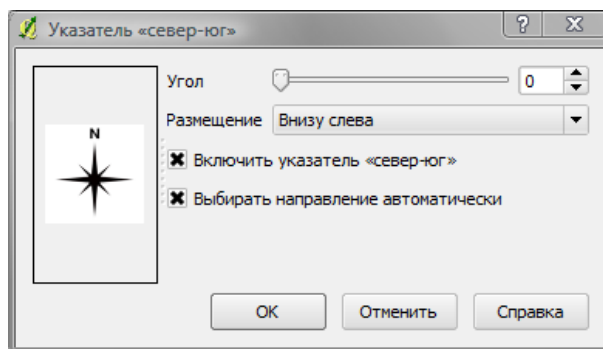 Указатель «север-юг»
Угол 0
Размещение Внизу слева
N
Включить указатель «север-юг»
Выбирать направление автоматически
OK Отменить Справка